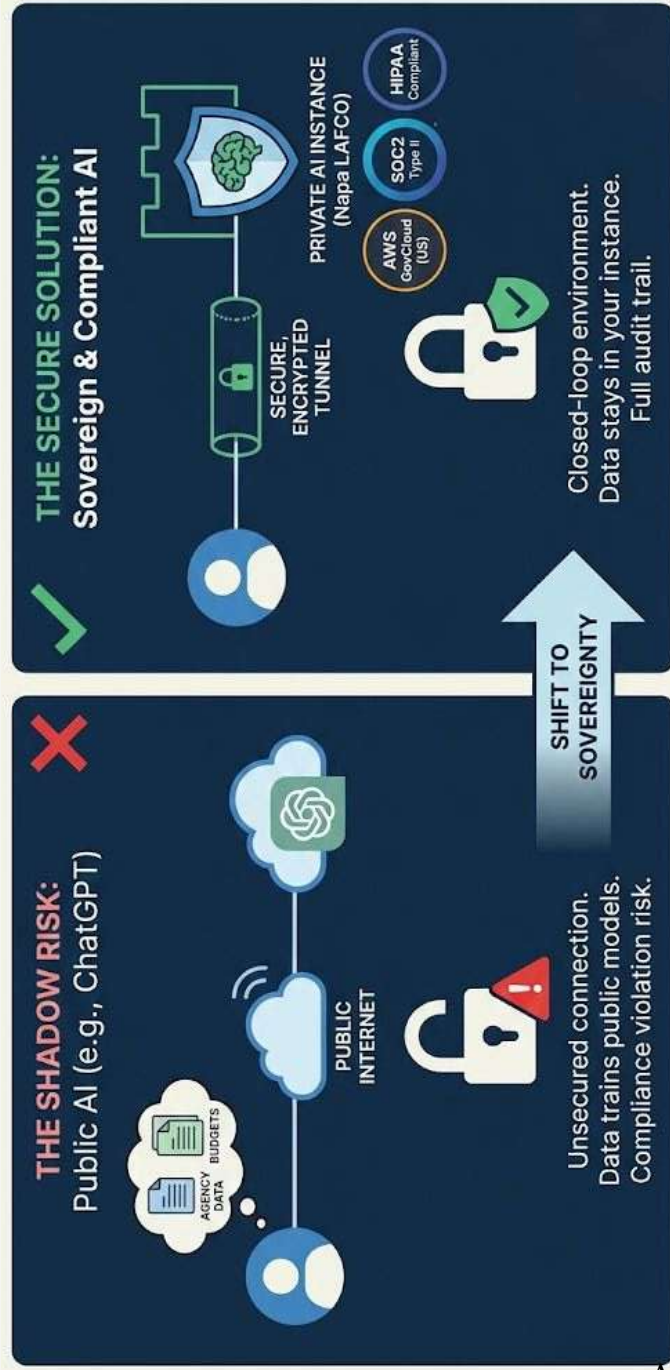 THE SHADOW RISK:
Public AI (e.g., ChatGPT)
AGENCY
DATA
BUDGETS
PUBLIC
INTERNET
Unsecured connection.
Data trains public models.
Compliance violation risk.
SHIFT TO
SOVEREIGNTY
THE SECURE SOLUTION:
Sovereign & Compliant AI
SECURE,
ENCRYPTED
TUNNEL
PRIVATE AI INSTANCE
(Napa LAFCO)
AWS
GovCloud
(US)
SOC2
Type II
HIPAA
Compliant
Closed-loop environment.
Data stays in your instance.
Full audit trail.